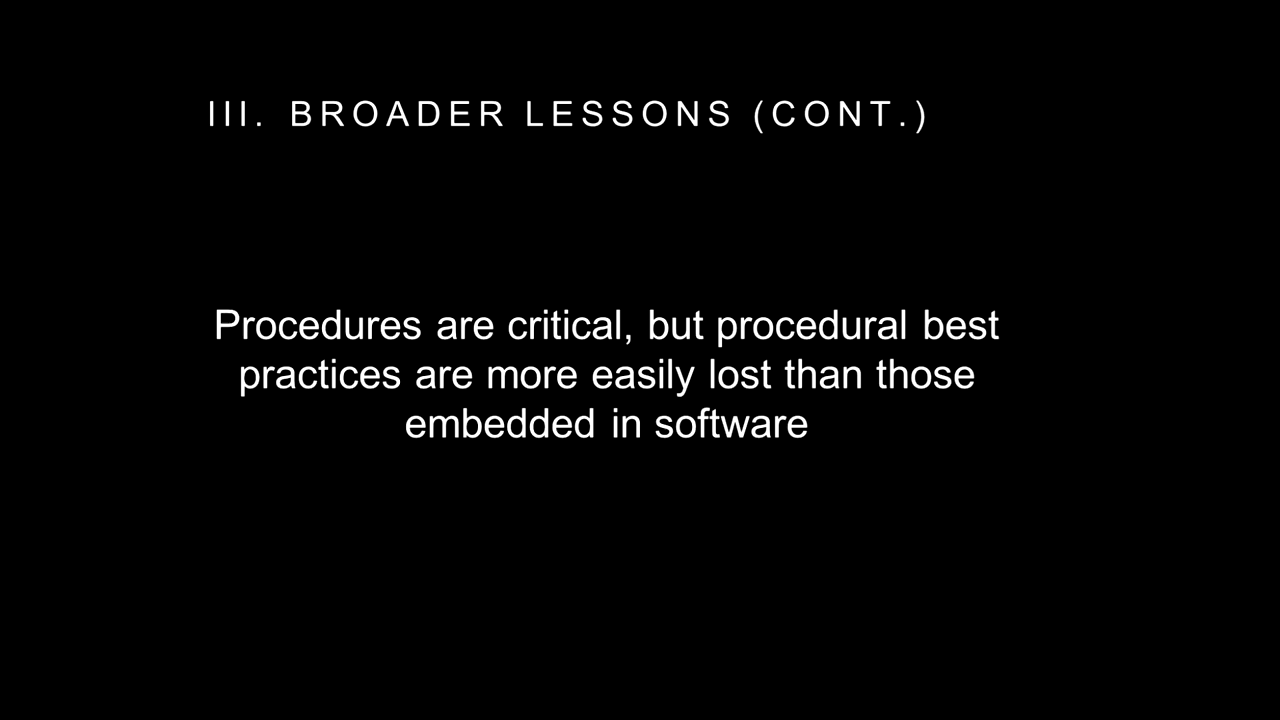 III. BROADER LESSONS (CONT.)
Procedures are critical, but procedural best
practices are more easily lost than those
embedded in software